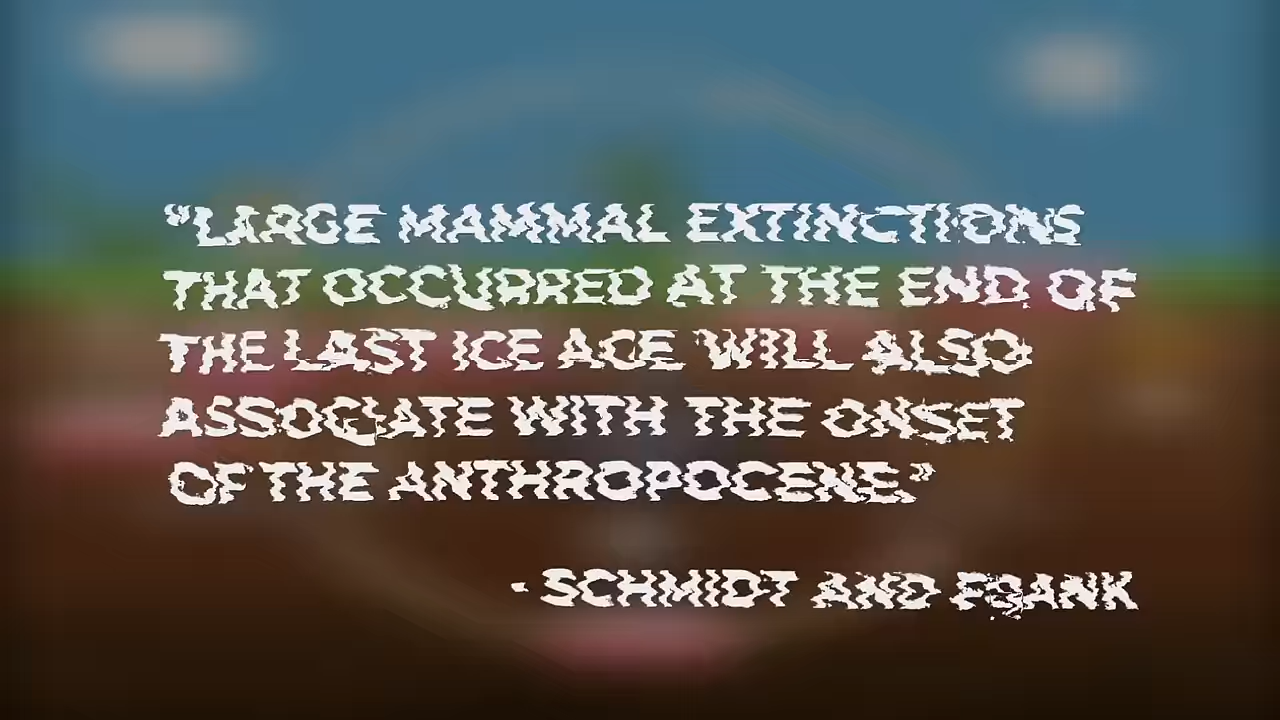 “LARGE MAMMAL EXTINCTIONS
THAT OCCURRED AT THE END OF
THE LAST ICE AGE WILL ALSO
ASSOCIATE WITH THE ONSET
OF THE ANTHROPOCENE.”
- SCHMIDT AND FRANK